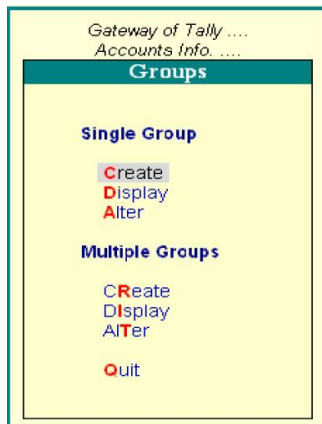 Gateway of Tally ....
Accounts Info. ....
Groups
Single Group
Create
Display
Alter
Multiple Groups
CReate
DIsplay
AlTer
Quit